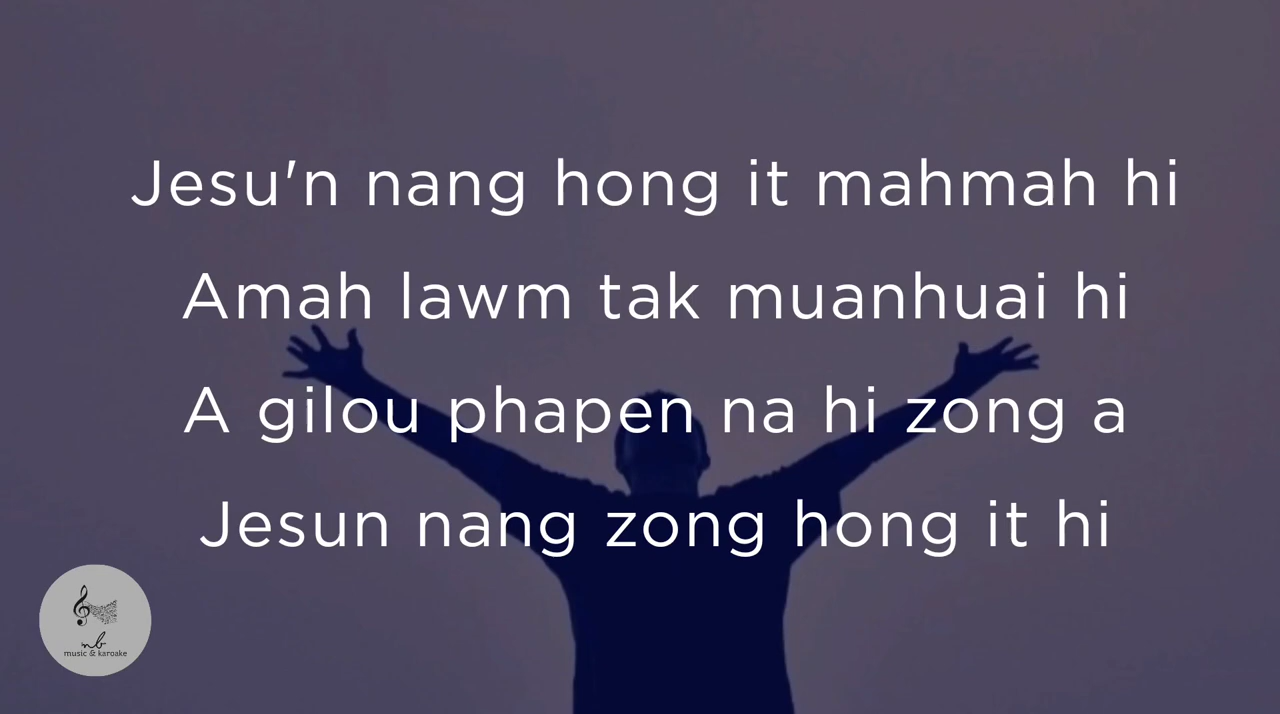 Jesu'n nang hong it mahmah hi
Amah lawm tak muanhuai hi
A gilou phapen na hi zong a
Jesun nang zong hong it hi
nb
music & karoake